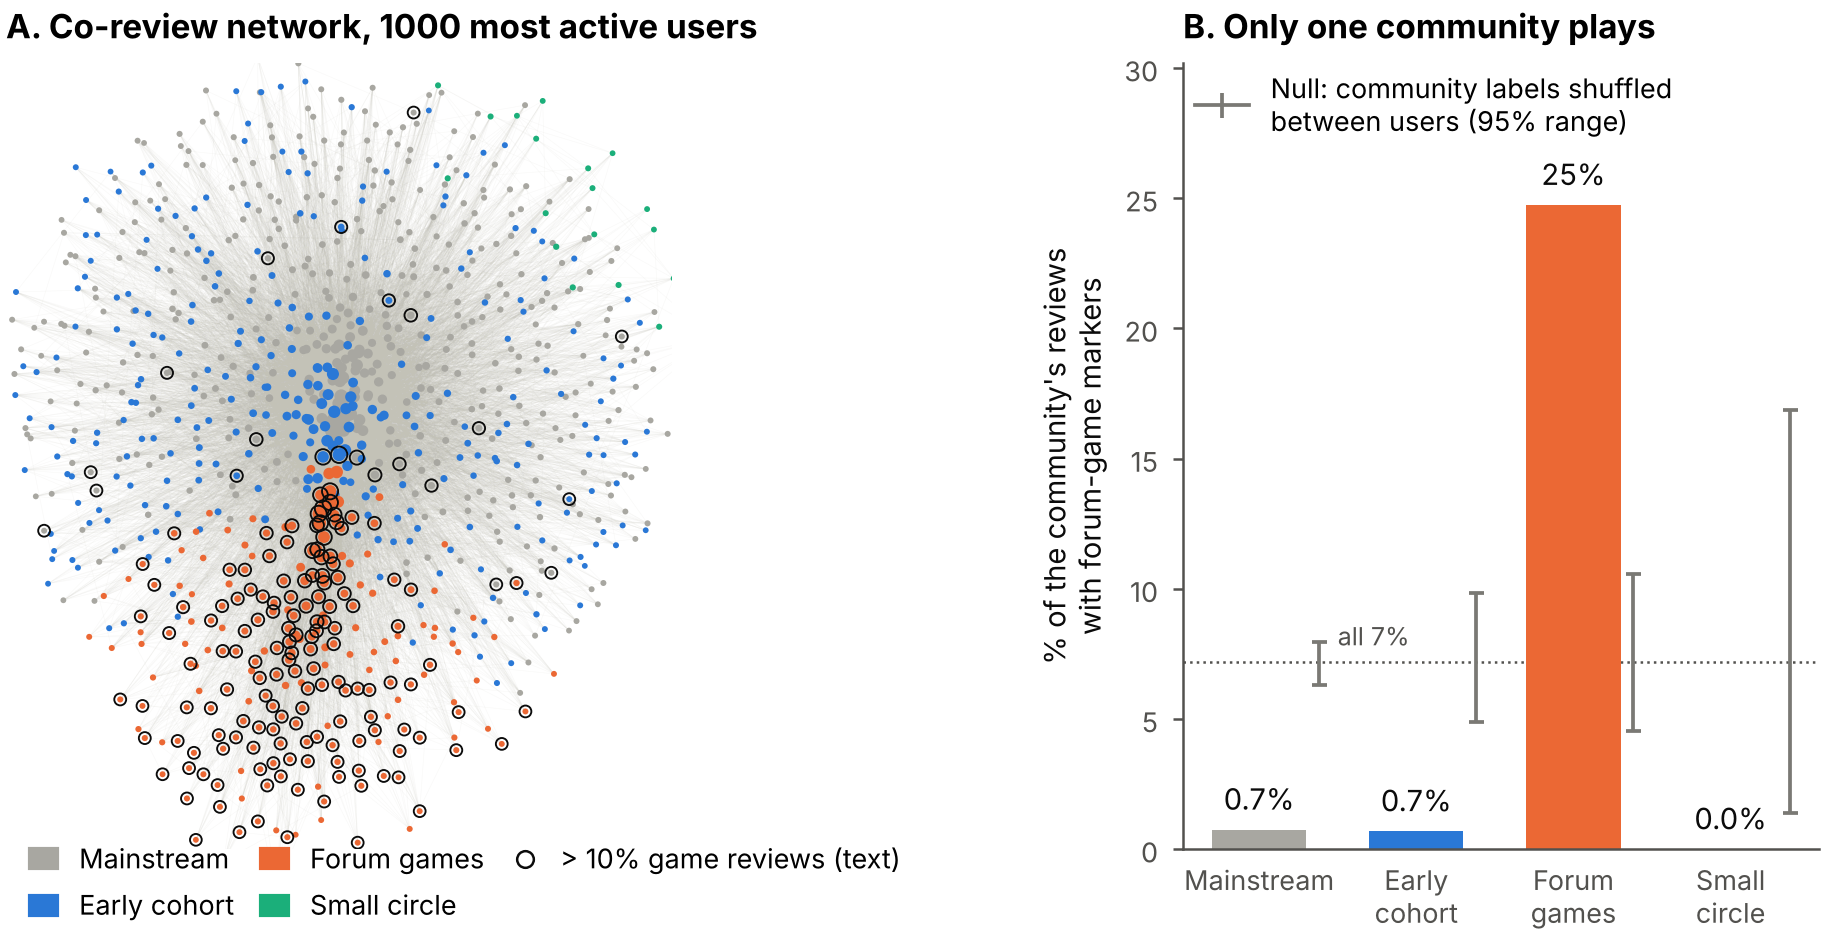 A. Co-review network, 1000 most active users
Mainstream
Forum games
> 10% game reviews (text)
Early cohort
Small circle
B. Only one community plays
% of the community's reviews
with forum-game markers
30
25
20
15
10
5
0
Null: community labels shuffled
between users (95% range)
25%
all 7%
0.7%
0.7%
0.0%
Mainstream
Early
cohort
Forum
games
Small
circle